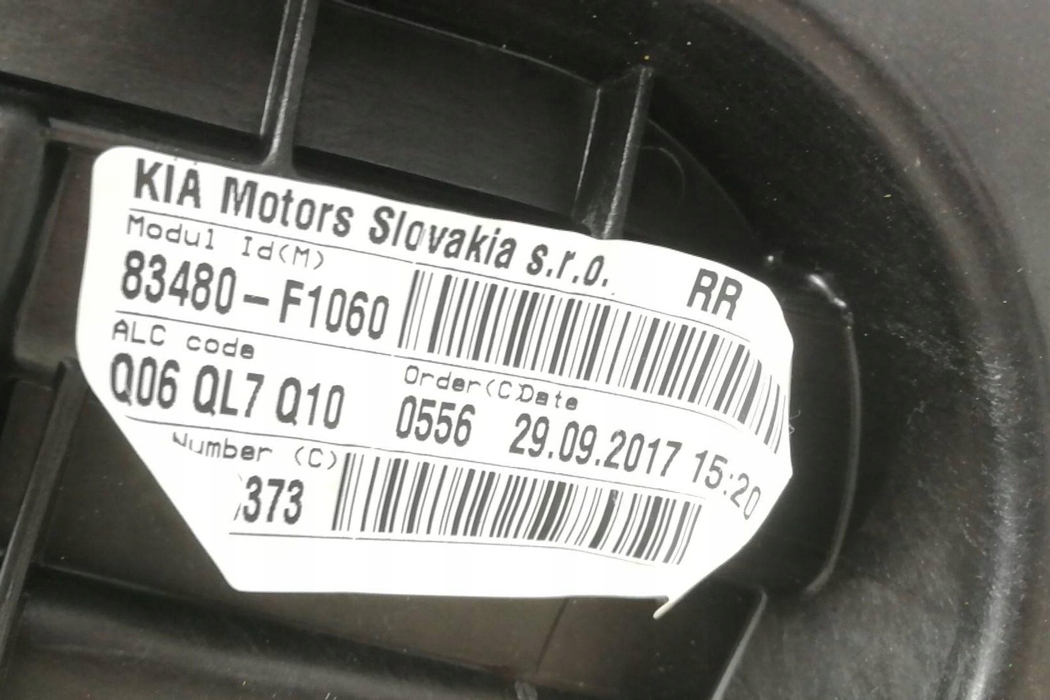 KIA Motors Slovakia s.r.o. RR
Modul Id(M)
83480-F1060
ALC code Order(C)Date
Q06 QL7 Q10 0556 29.09.2017 15:20
Number (C)
373